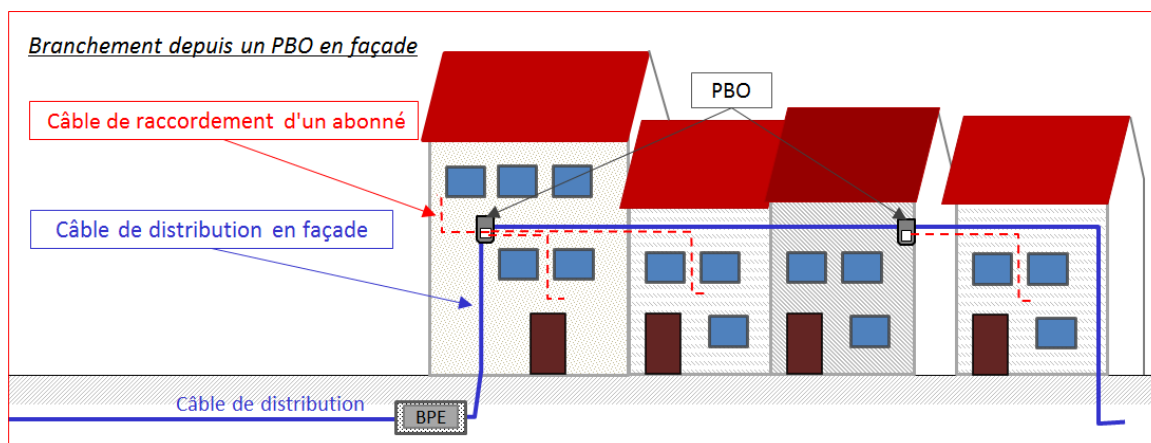 Branchement depuis un PBO en façade
PBO
Câble de raccordement d'un abonné
Câble de distribution en façade
Câble de distribution
BPE